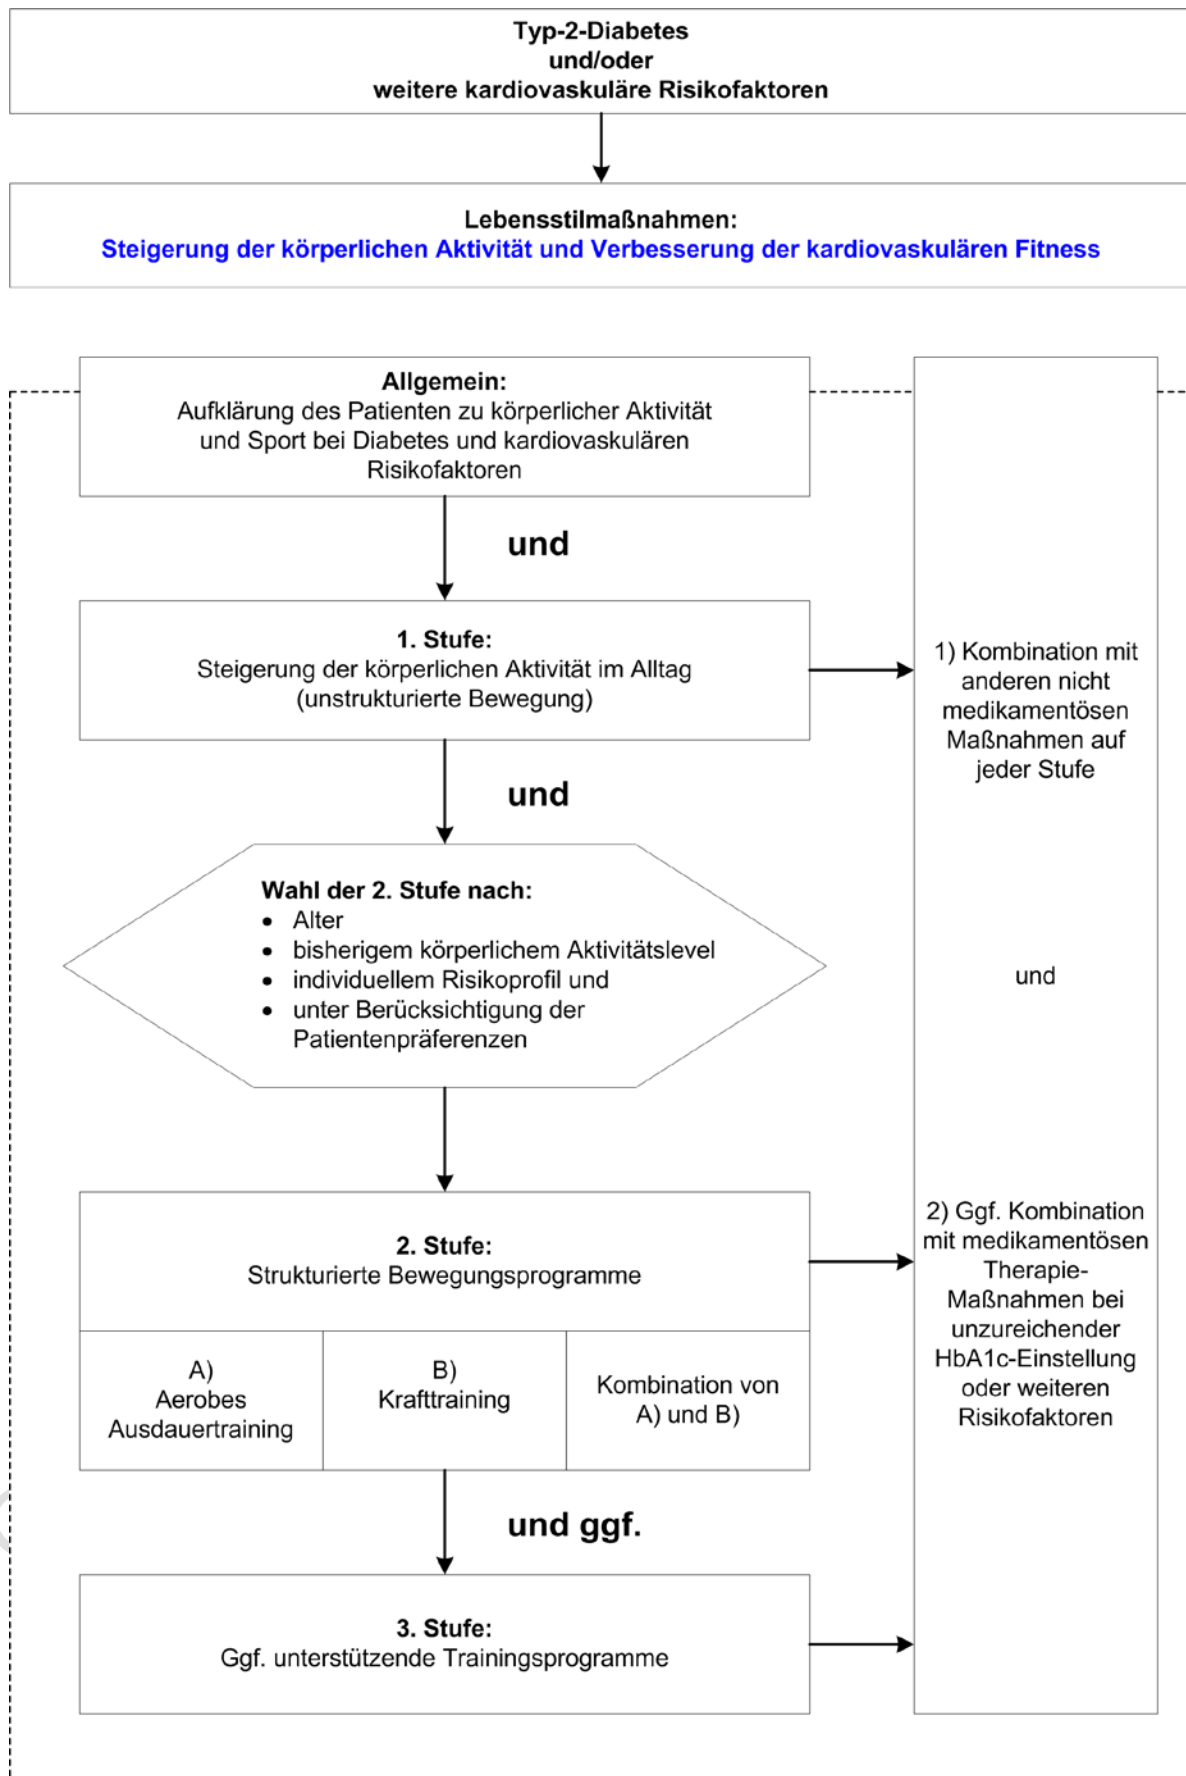 Typ-2-Diabetes
und/oder
weitere kardiovaskuläre Risikofaktoren
Lebensstilmaßnahmen:
Steigerung der körperlichen Aktivität und Verbesserung der kardiovaskulären Fitness
Allgemein:
Aufklärung des Patienten zu körperlicher Aktivität
und Sport bei Diabetes und kardiovaskulären
Risikofaktoren
und
1. Stufe:
Steigerung der körperlichen Aktivität im Alltag
(unstrukturierte Bewegung)
und
Wahl der 2. Stufe nach:
• Alter
• bisherigem körperlichem Aktivitätslevel
• individuellem Risikoprofil und
• unter Berücksichtigung der
Patientenpräferenzen
2. Stufe:
Strukturierte Bewegungsprogramme
A)
Aerobes
Ausdauertraining
B)
Krafttraining
Kombination von
A) und B)
und ggf.
3. Stufe:
Ggf. unterstützende Trainingsprogramme
1) Kombination mit
anderen nicht
medikamentösen
Maßnahmen auf
jeder Stufe
und
2) Ggf. Kombination
mit medikamentösen
Therapie-
Maßnahmen bei
unzureichender
HbA1c-Einstellung
oder weiteren
Risikofaktoren